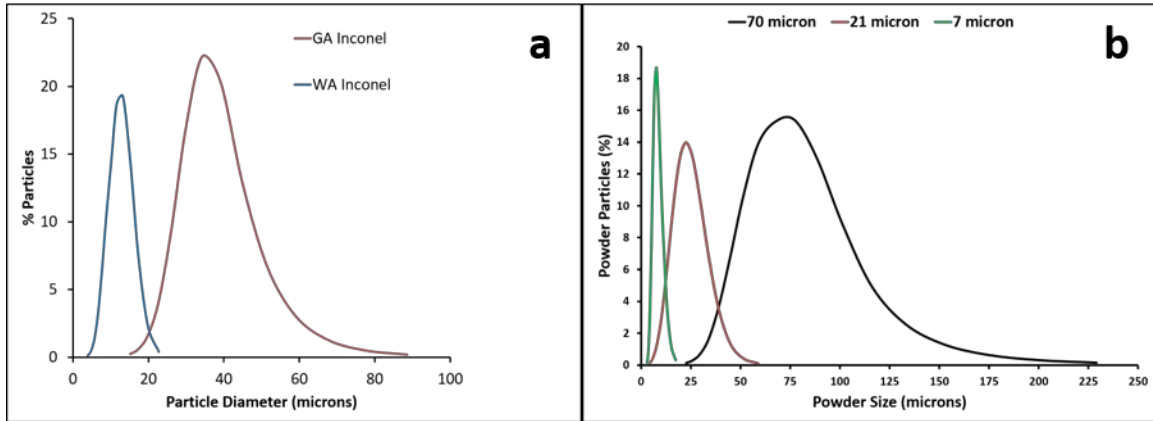 25
20
15
10
5
0
% Particles
GA Inconel
WA Inconel
a
0 20 40 60 80 100
Particle Diameter (microns)
70 micron 21 micron 7 micron
b
20
18
16
14
12
10
8
6
4
2
0
Powder Particles (%)
0 25 50 75 100 125 150 175 200 225 250
Powder Size (microns)